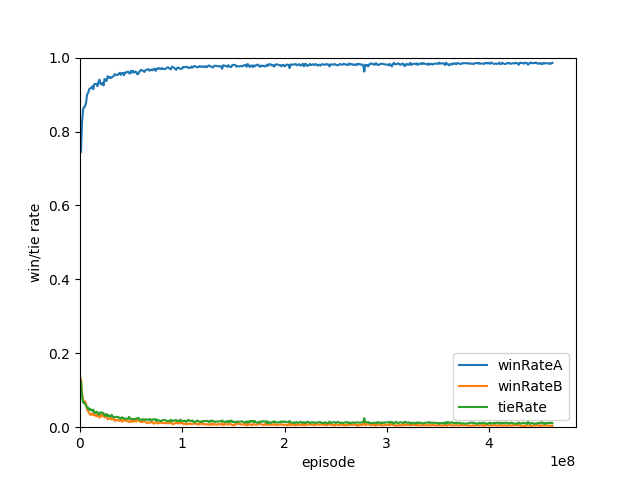 1.0
0.8
0.6
0.4
0.2
0.0
win/tie rate
winRateA
winRateB
tieRate
0 1 2 3 4
1e8
episode